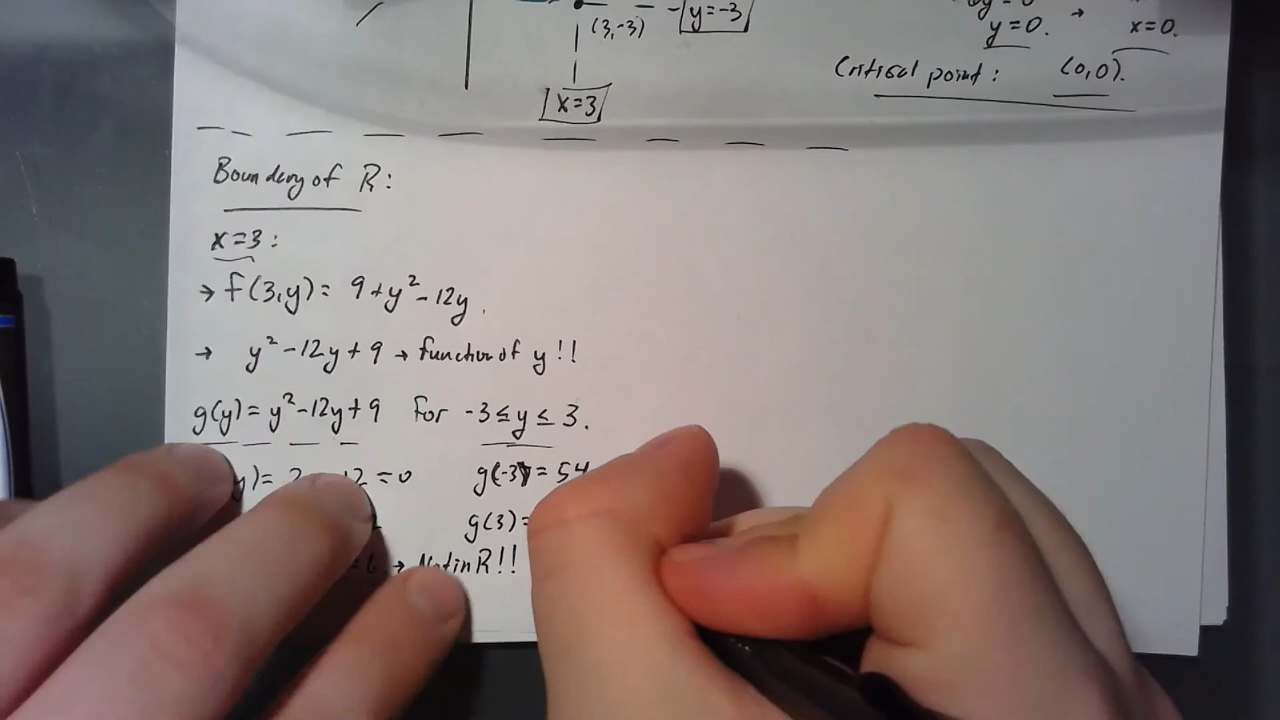 (3,-3) y=-3
x=3
y=0. → x=0.
Critical point: (0,0).
Boundary of R:
x=3:
→ f(3,y)= 9+y²-12y.
→ y²-12y+9 → function of y!!
g(y)=y²-12y+9 for -3≤y≤3.
=0 g(-3)=54
g(3)=
→ Not in R!!